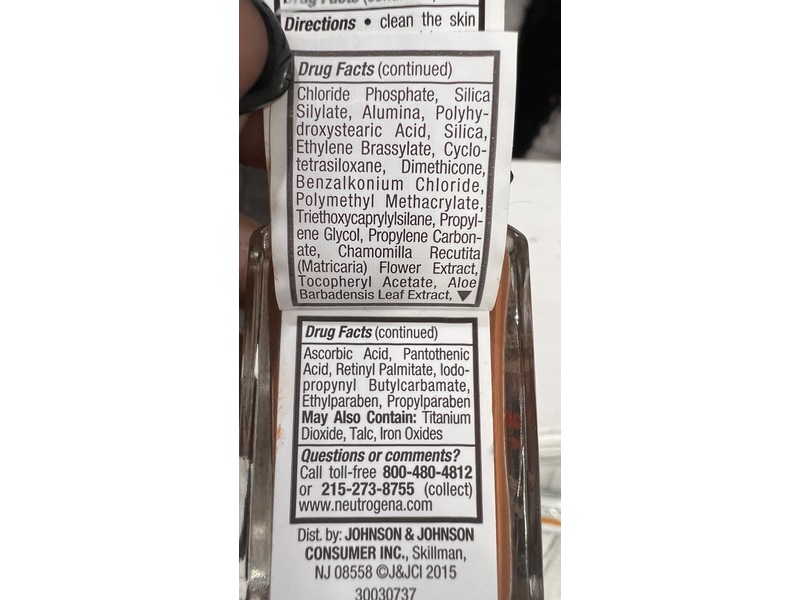 Directions • clean the skin
Drug Facts (continued)
Chloride Phosphate, Silica
Silylate, Alumina, Polyhy-
droxystearic Acid, Silica,
Ethylene Brassylate, Cyclo-
tetrasiloxane, Dimethicone,
Benzalkonium Chloride,
Polymethyl Methacrylate,
Triethoxycaprylylsilane, Propyl-
ene Glycol, Propylene Carbon-
ate, Chamomilla Recutita
(Matricaria) Flower Extract,
Tocopheryl Acetate, Aloe
Barbadensis Leaf Extract, ▼
Drug Facts (continued)
Ascorbic Acid, Pantothenic
Acid, Retinyl Palmitate, Iodo-
propynyl Butylcarbamate,
Ethylparaben, Propylparaben
May Also Contain: Titanium
Dioxide, Talc, Iron Oxides
Questions or comments?
Call toll-free 800-480-4812
or 215-273-8755 (collect)
www.neutrogena.com
Dist. by: JOHNSON & JOHNSON
CONSUMER INC., Skillman,
NJ 08558 ©J&JCI 2015
30030737